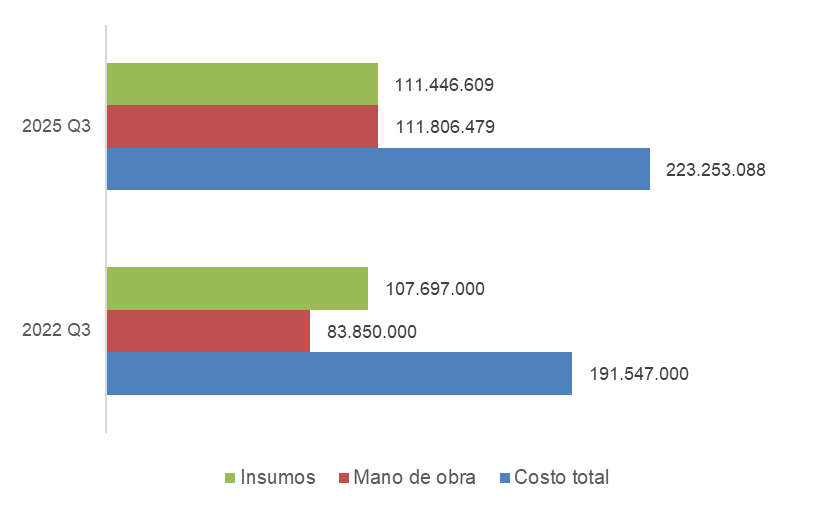 111.446.609
2025 Q3
111.806.479
223.253.088
107.697.000
2022 Q3
83.850.000
191.547.000
Insumos Mano de obra Costo total